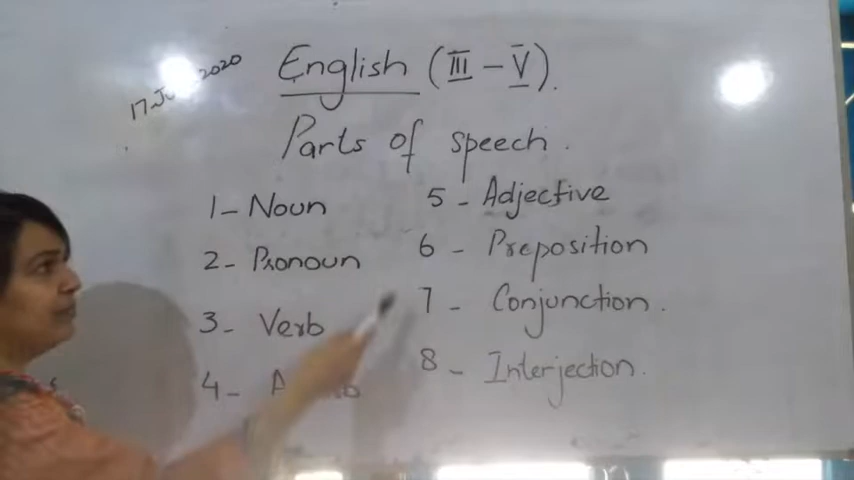 17 2020
English (III - V).
Parts of speech.
1- Noun
2- Pronoun
3- Verb
4-
5- Adjective
6- Preposition
7- Conjunction.
8- Interjection.